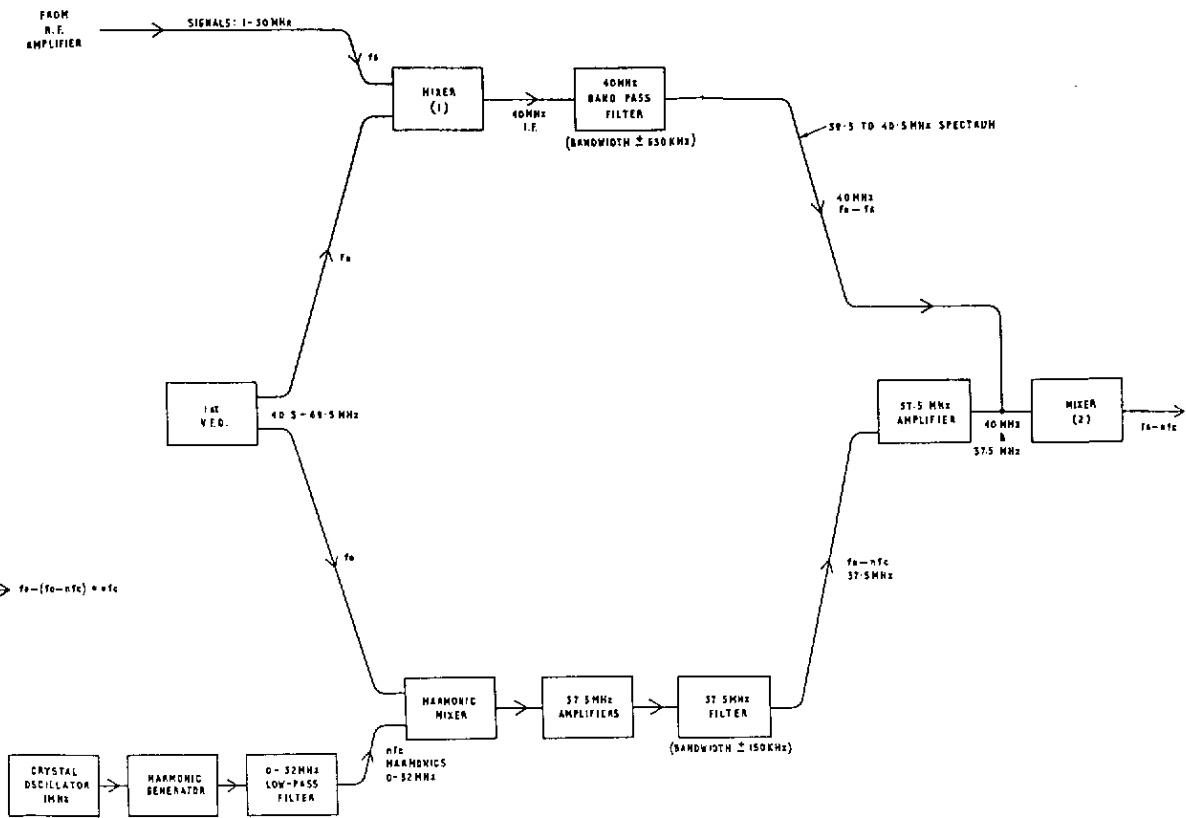 FROM
R.F.
AMPLIFIER
SIGNALS: 1-30MHz
fs
MIXER
(1)
40MHz
I.F.
40MHz
BAND PASS
FILTER
(BANDWIDTH ± 650KHz)
39·5 TO 40·5MHz SPECTRUM
40MHz
fo-fs
fo
1st
V.F.O.
40·5-69·5MHz
37.5 MHz
AMPLIFIER
40MHz
&
37.5 MHz
MIXER
(2)
fs-nfc
fo
fo-nfc
37·5MHz
fo-(fo-nfc) = nfc
HARMONIC
MIXER
37 5MHz
AMPLIFIERS
37 5MHz
FILTER
(BANDWIDTH ± 150KHz)
nfc
HARMONICS
0-32MHz
CRYSTAL
OSCILLATOR
1MHz
HARMONIC
GENERATOR
0-32MHz
LOW-PASS
FILTER